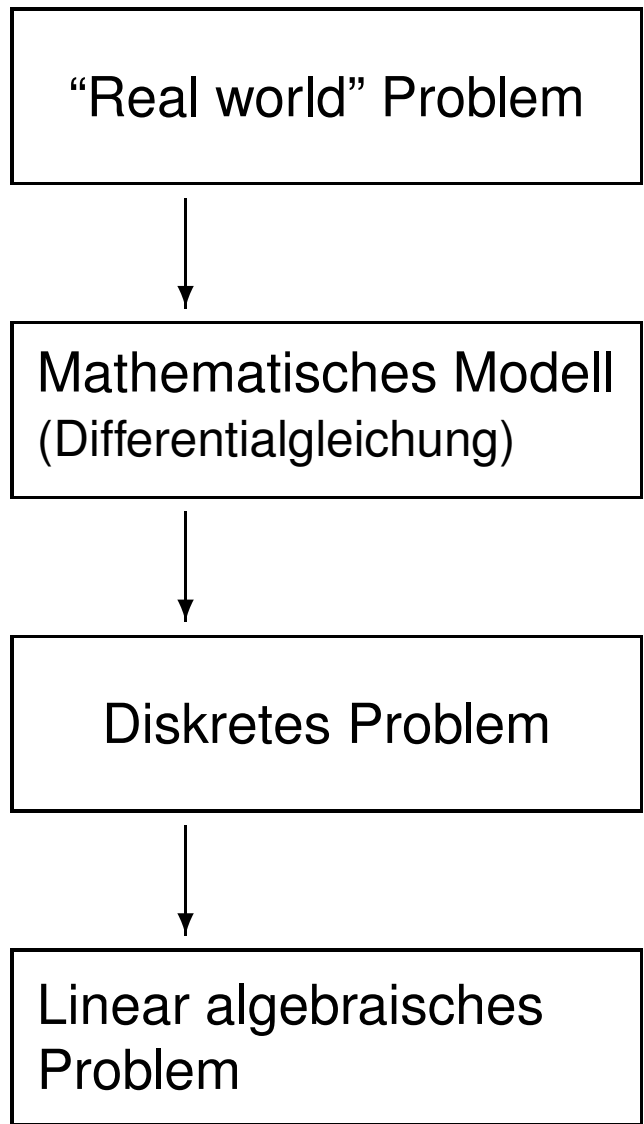 “Real world” Problem
Mathematisches Modell
(Differentialgleichung)
Diskretes Problem
Linear algebraisches
Problem